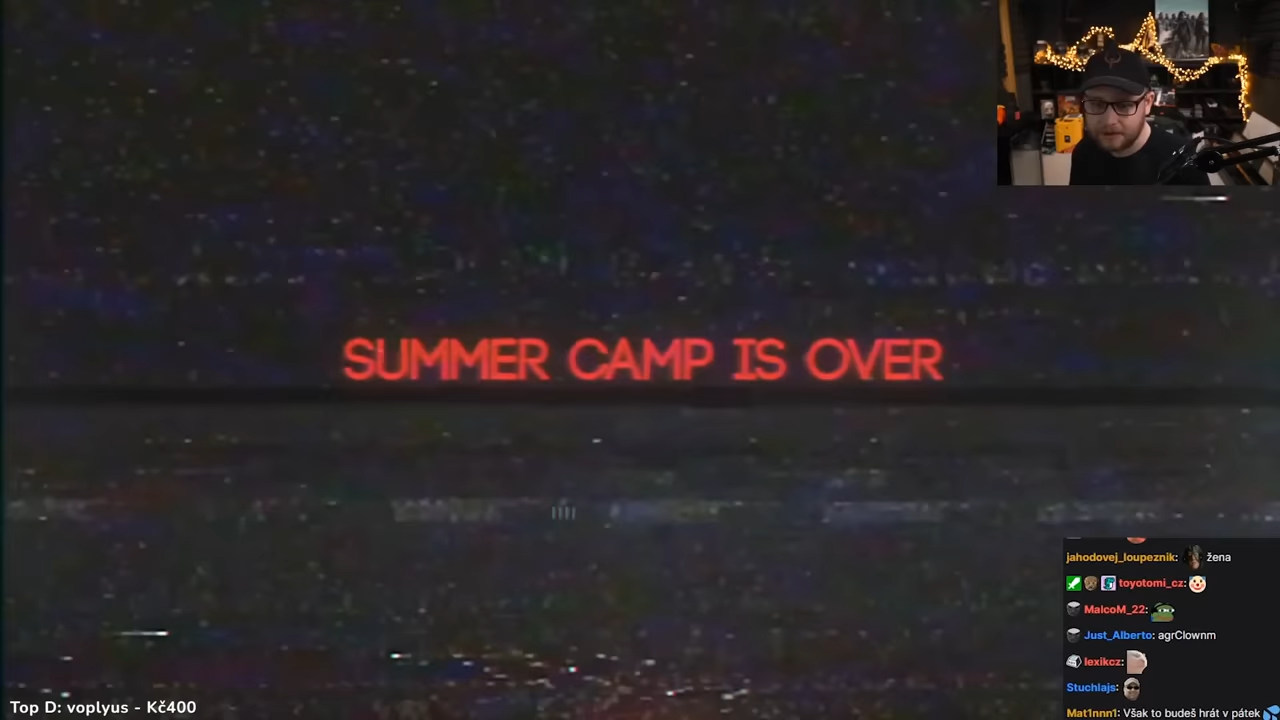 SUMMER CAMP IS OVER
jahodovej_loupeznik: žena
toyotomi_cz:
MalcoM_22:
Just_Alberto: agrClownm
lexikcz:
Stuchlajs:
Mat1nnn1: Však to budeš hrát v pátek
Top D: voplyus - Kč400